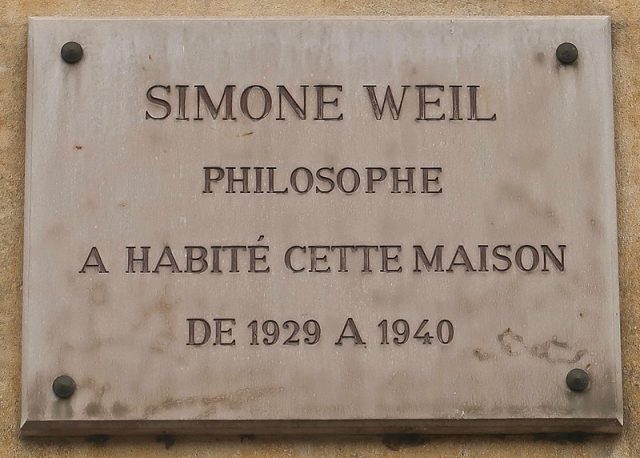 SIMONE WEIL
PHILOSOPHE
A HABITÉ CETTE MAISON
DE 1929 A 1940